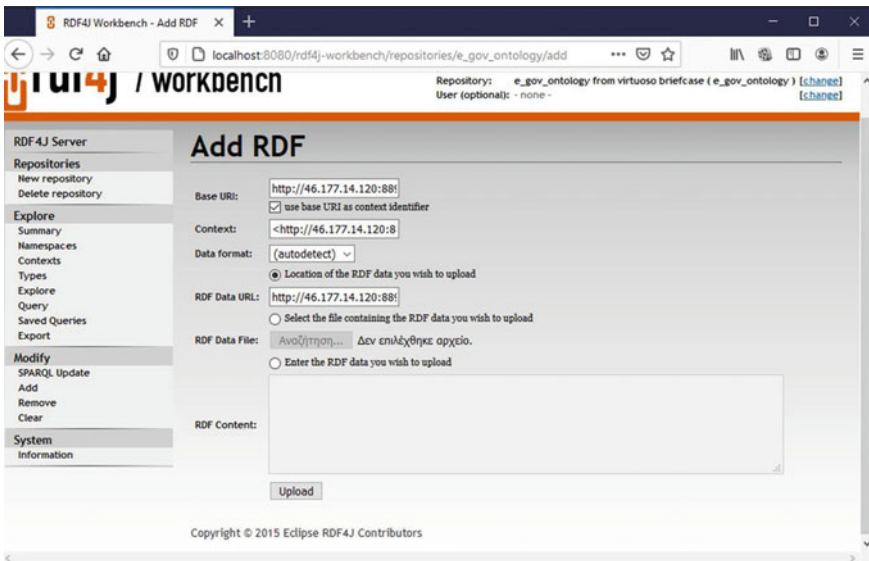 RDF4J Workbench - Add RDF
localhost:8080/rdf4j-workbench/repositories/e_gov_ontology/add
rdf4j / workbench
Repository: e_gov_ontology from virtuoso briefcase ( e_gov_ontology ) [change]
User (optional): - none - [change]
RDF4J Server
Repositories
New repository
Delete repository
Explore
Summary
Namespaces
Contexts
Types
Explore
Query
Saved Queries
Export
Modify
SPARQL Update
Add
Remove
Clear
System
Information
Add RDF
Base URI: http://46.177.14.120:889
use base URI as context identifier
Context: <http://46.177.14.120:8
Data format: (autodetect)
Location of the RDF data you wish to upload
RDF Data URL: http://46.177.14.120:889
Select the file containing the RDF data you wish to upload
RDF Data File: Αναζήτηση... Δεν επιλέχθηκε αρχείο.
Enter the RDF data you wish to upload
RDF Content:
Upload
Copyright © 2015 Eclipse RDF4J Contributors